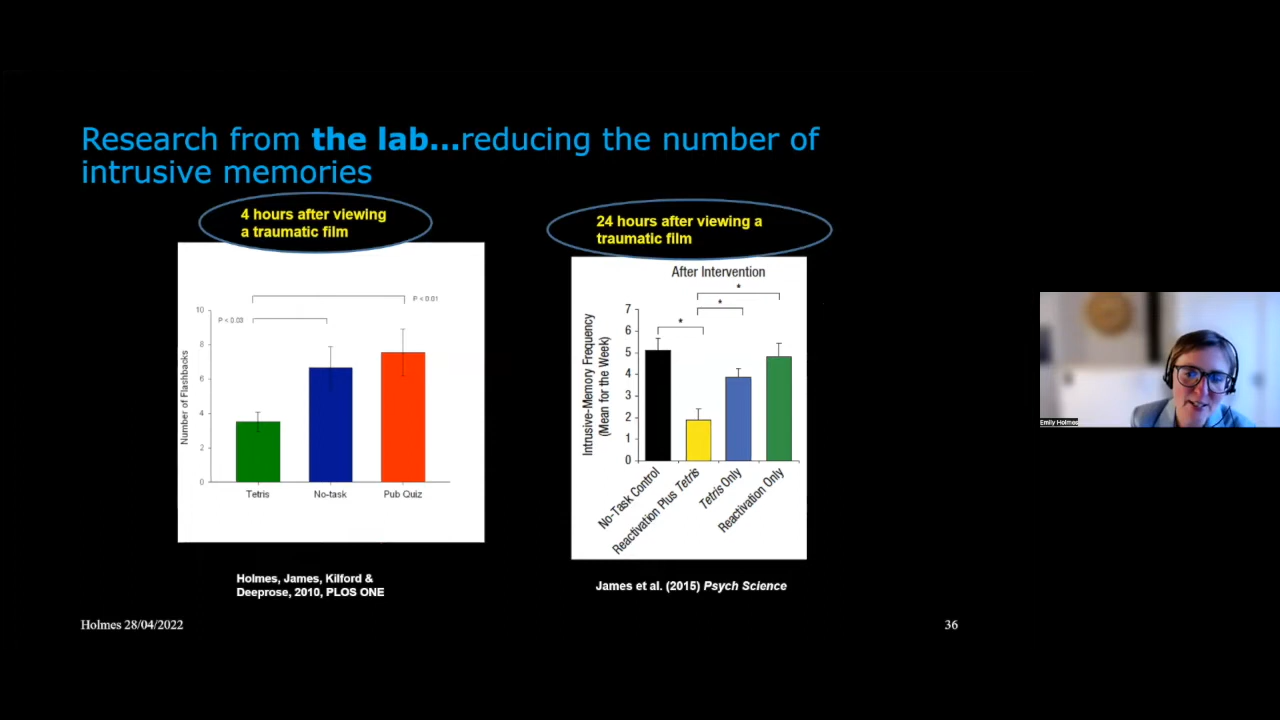 Research from the lab...reducing the number of
intrusive memories
4 hours after viewing
a traumatic film
P < 0.01
P < 0.03
10
8
6
4
2
0
Number of Flashbacks
Tetris
No-task
Pub Quiz
Holmes, James, Kilford &
Deeprose, 2010, PLOS ONE
24 hours after viewing a
traumatic film
After Intervention
*
*
*
7
6
5
4
3
2
1
0
Intrusive-Memory Frequency
(Mean for the Week)
No-Task Control
Reactivation Plus Tetris
Tetris Only
Reactivation Only
James et al. (2015) Psych Science
Emily Holmes
Holmes 28/04/2022
36